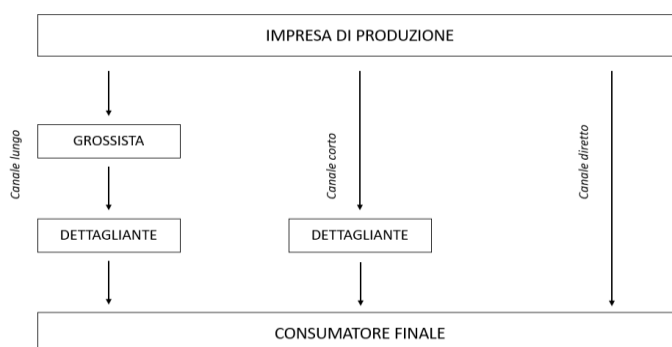 IMPRESA DI PRODUZIONE
Canale lungo
GROSSISTA
DETTAGLIANTE
Canale corto
DETTAGLIANTE
Canale diretto
CONSUMATORE FINALE